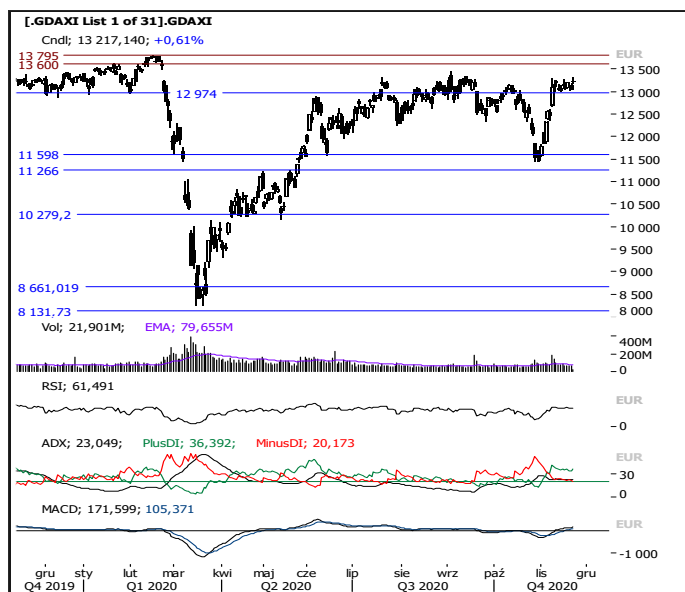 [.GDAXI List 1 of 31].GDAXI
Cndl; 13 217,140; +0,61%
EUR
13 795
13 600
13 500
12 974
13 000
12 500
12 000
11 598
11 500
11 266
11 000
10 500
10 279,2
10 000
9 500
9 000
8 661,019
8 500
8 131,73
8 000
Vol; 21,901M; EMA; 79,655M
400M
200M
0
RSI; 61,491
EUR
0
ADX; 23,049; PlusDI; 36,392; MinusDI; 20,173
EUR
30
0
MACD; 171,599; 105,371
EUR
-1 000
gru sty lut mar kwi maj cze lip sie wrz paź lis gru
Q4 2019 Q1 2020 Q2 2020 Q3 2020 Q4 2020